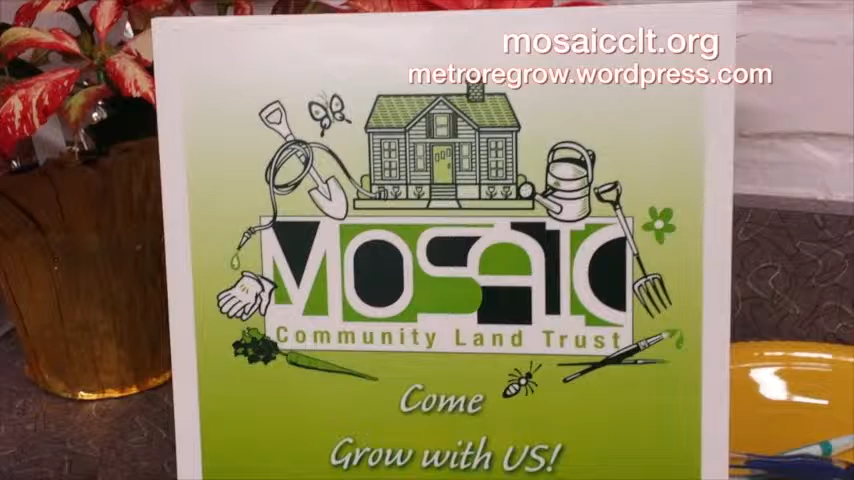 mosaicclt.org
metroregrow.wordpress.com
MOSAIC
Community Land Trust
Come
Grow with US!